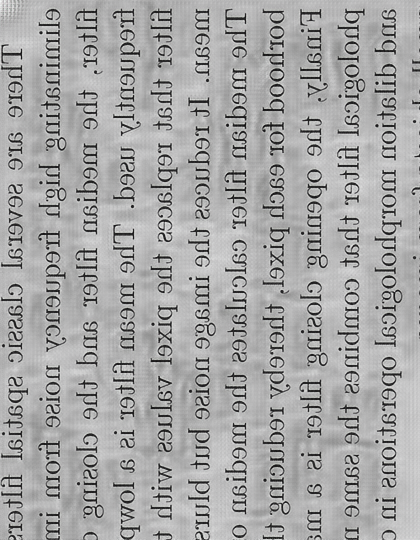 There are several classic spatial filters
eliminating high frequency noise from im
filter, the median filter and the closing
frequently used. The mean filter is a lowp
filter that replaces the pixel values with t
mean. It reduces the image noise but blurs
The median filter calculates the median o
borhood for each pixel, thereby reducing t
Finally, the opening closing filter is a ma
phological filter that combines the same n
and dilation morphological operations in